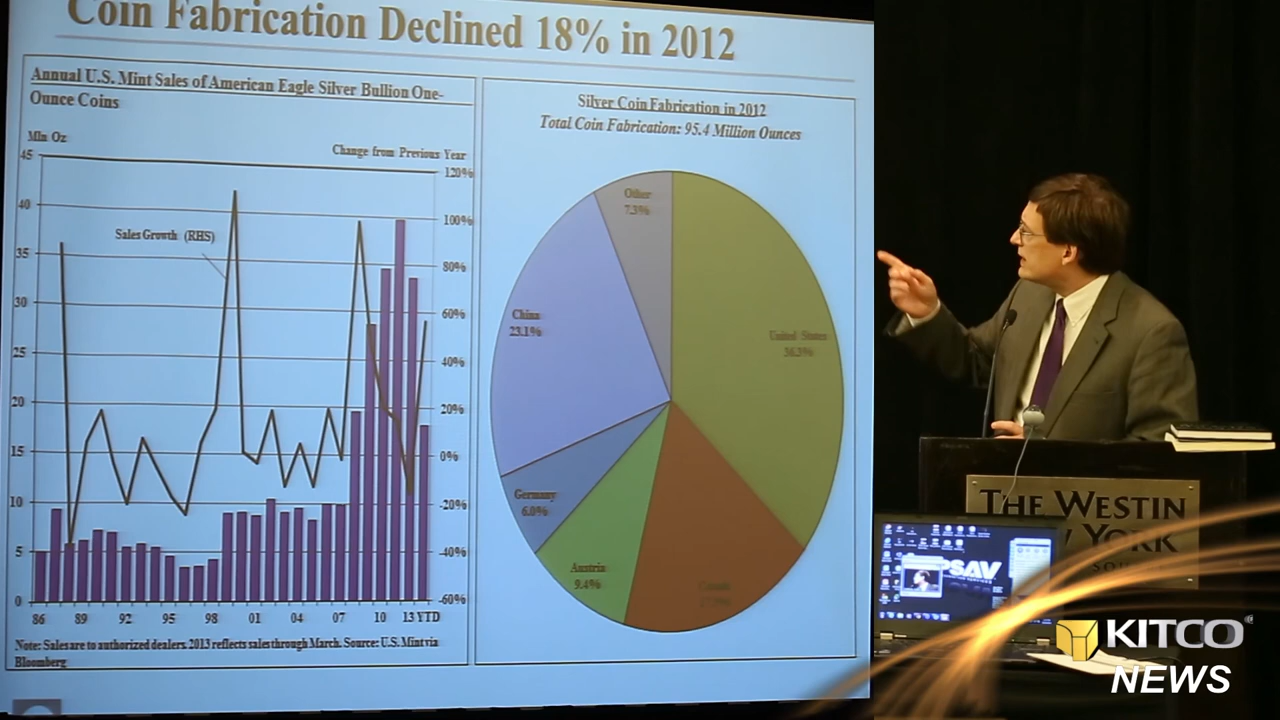 Coin Fabrication Declined 18% in 2012
Annual U.S. Mint Sales of American Eagle Silver Bullion One-
Ounce Coins
Mln Oz
Change from Previous Year
45
40
35
30
25
20
15
10
5
0
120%
100%
80%
60%
40%
20%
0%
-20%
-40%
-60%
Sales Growth (RHS)
86 89 92 95 98 01 04 07 10 13 YTD
Note: Sales are to authorized dealers. 2013 reflects sales through March. Source: U.S. Mint via
Bloomberg
Silver Coin Fabrication in 2012
Total Coin Fabrication: 95.4 Million Ounces
Other
7.3%
United States
36.3%
China
23.1%
Germany
6.0%
Austria
9.4%
Canada
THE WESTIN
YORK
PSAV
KITCO
NEWS